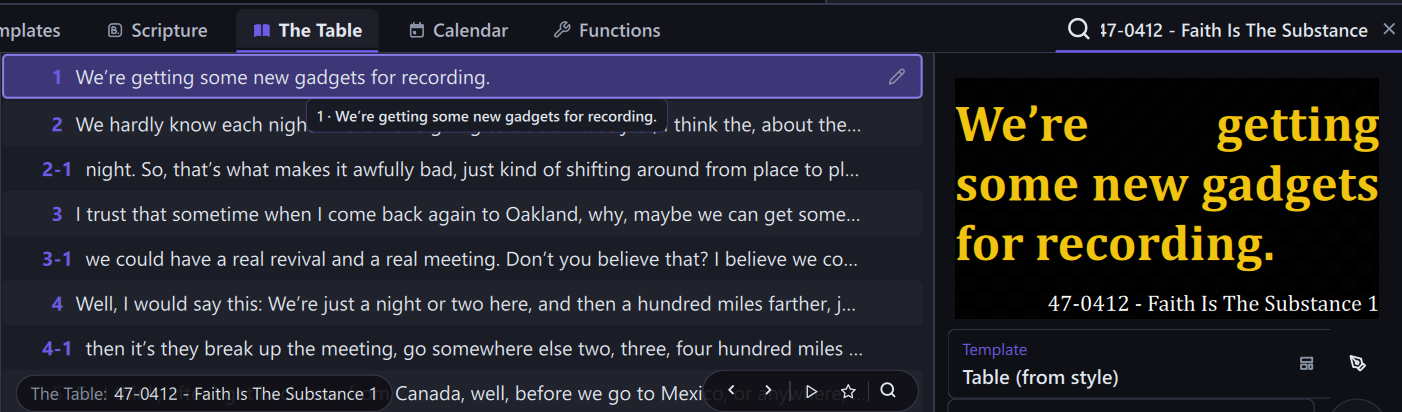 mplates Scripture The Table Calendar Functions
47-0412 - Faith Is The Substance
1 We’re getting some new gadgets for recording.
1 · We’re getting some new gadgets for recording.
2 We hardly know each nigh think the, about the...
2-1 night. So, that’s what makes it awfully bad, just kind of shifting around from place to pl...
3 I trust that sometime when I come back again to Oakland, why, maybe we can get some...
3-1 we could have a real revival and a real meeting. Don’t you believe that? I believe we co...
4 Well, I would say this: We’re just a night or two here, and then a hundred miles farther, j...
4-1 then it’s they break up the meeting, go somewhere else two, three, four hundred miles ...
Canada, well, before we go to Mexico, or anywhere
The Table: 47-0412 - Faith Is The Substance 1
We’re getting
some new gadgets
for recording.
47-0412 - Faith Is The Substance 1
Template
Table (from style)